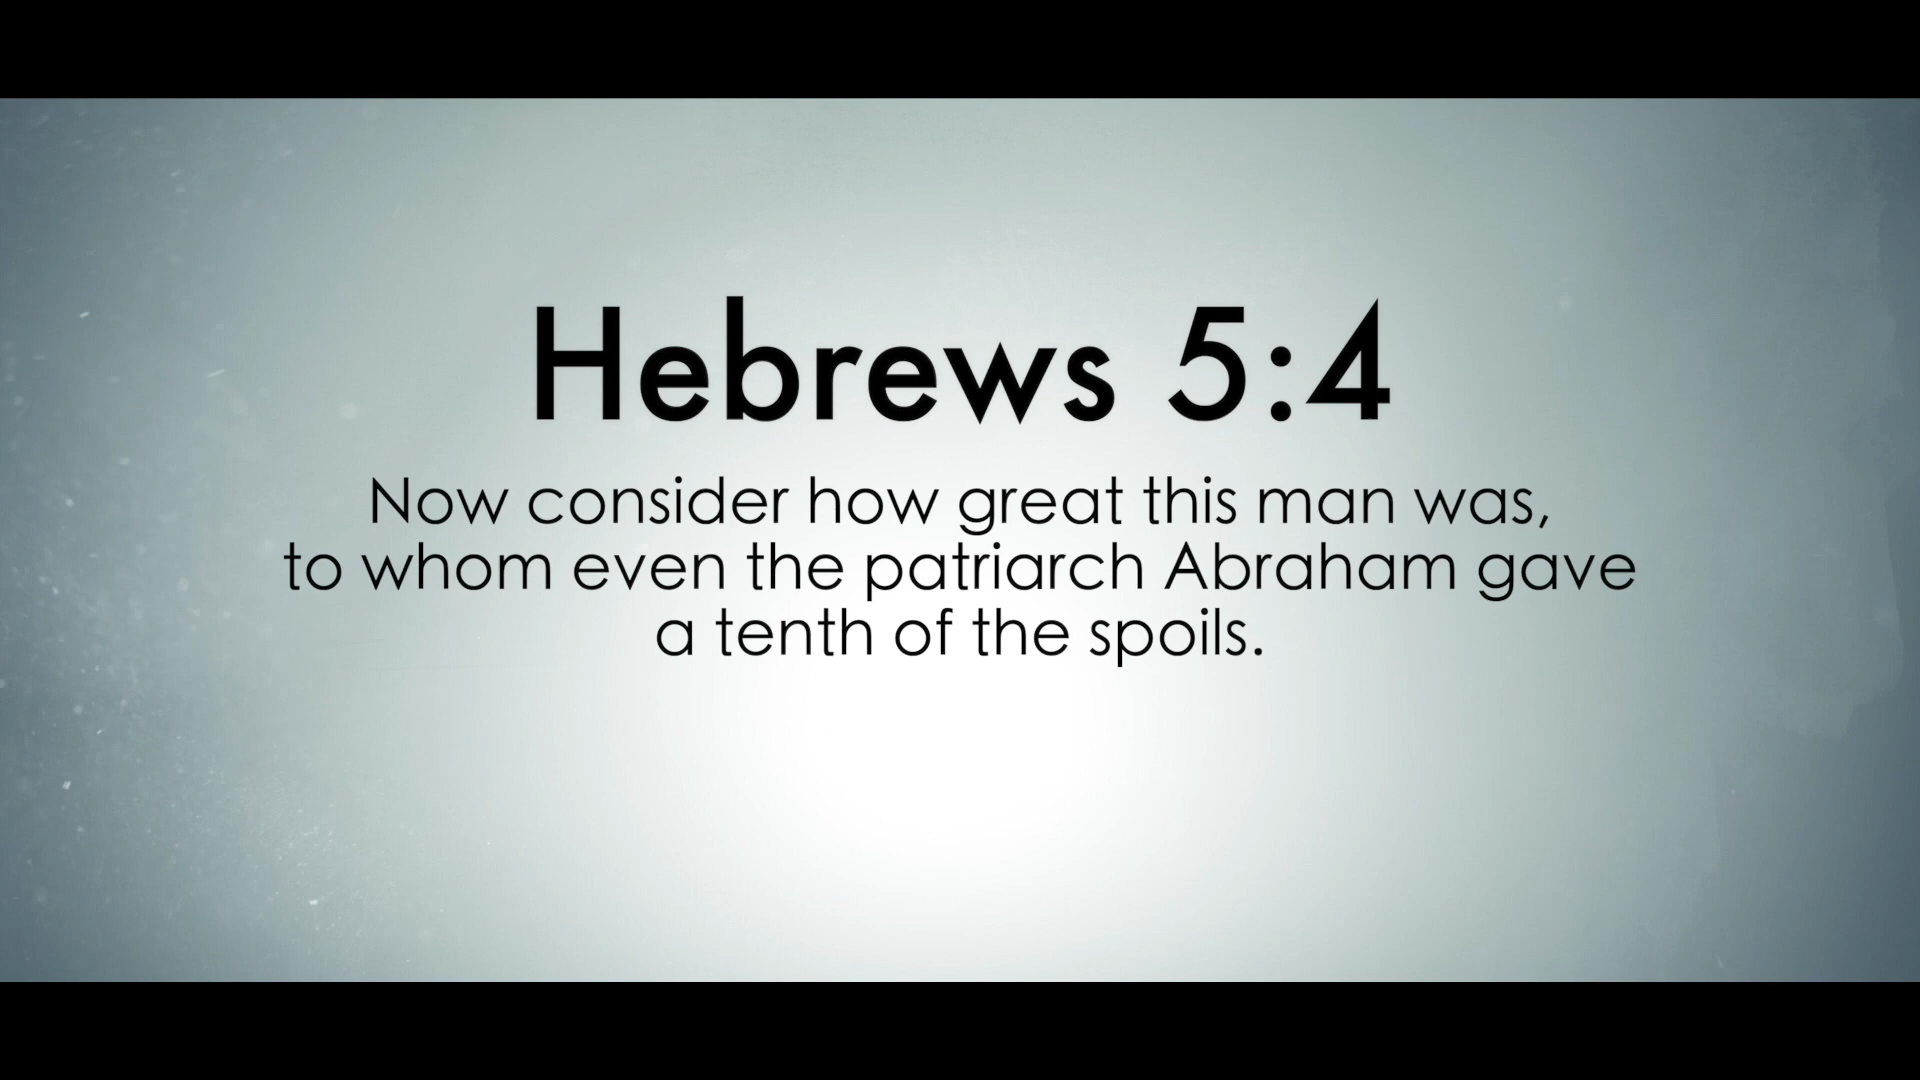 Hebrews 5:4
Now consider how great this man was,
to whom even the patriarch Abraham gave
a tenth of the spoils.